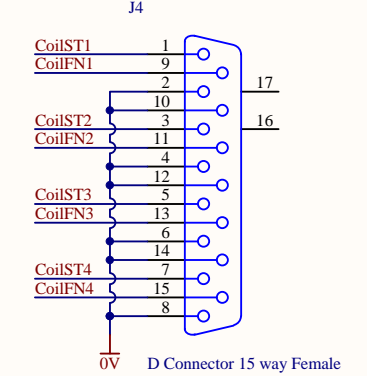 J4
CoilST1 1
CoilFN1 9
2 17
10
CoilST2 3 16
CoilFN2 11
4
12
CoilST3 5
CoilFN3 13
6
14
CoilST4 7
CoilFN4 15
8
0V
D Connector 15 way Female